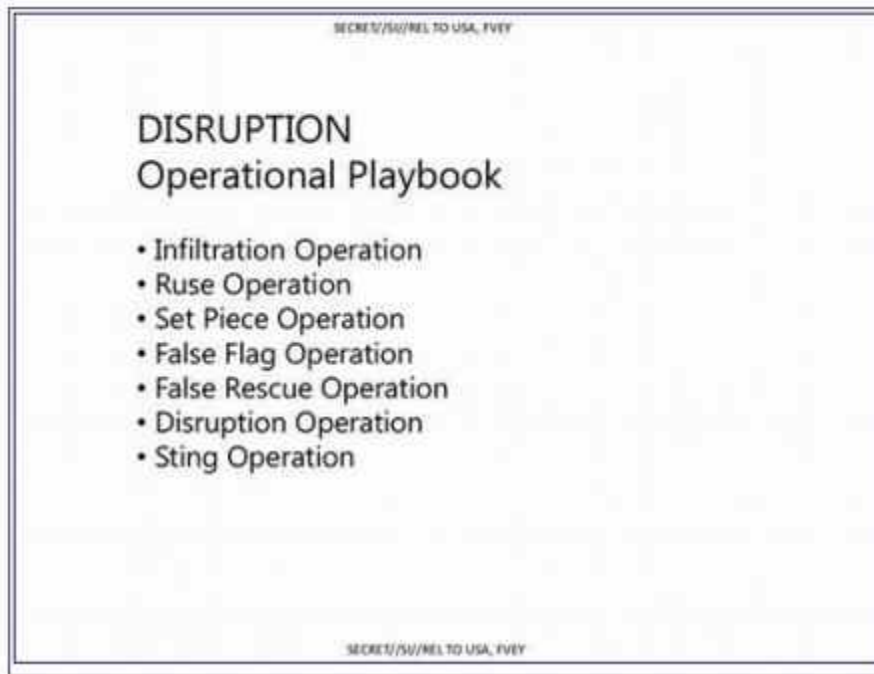 SECRET//SI//REL TO USA, FVEY
DISRUPTION
Operational Playbook
• Infiltration Operation
• Ruse Operation
• Set Piece Operation
• False Flag Operation
• False Rescue Operation
• Disruption Operation
• Sting Operation
SECRET//SI//REL TO USA, FVEY